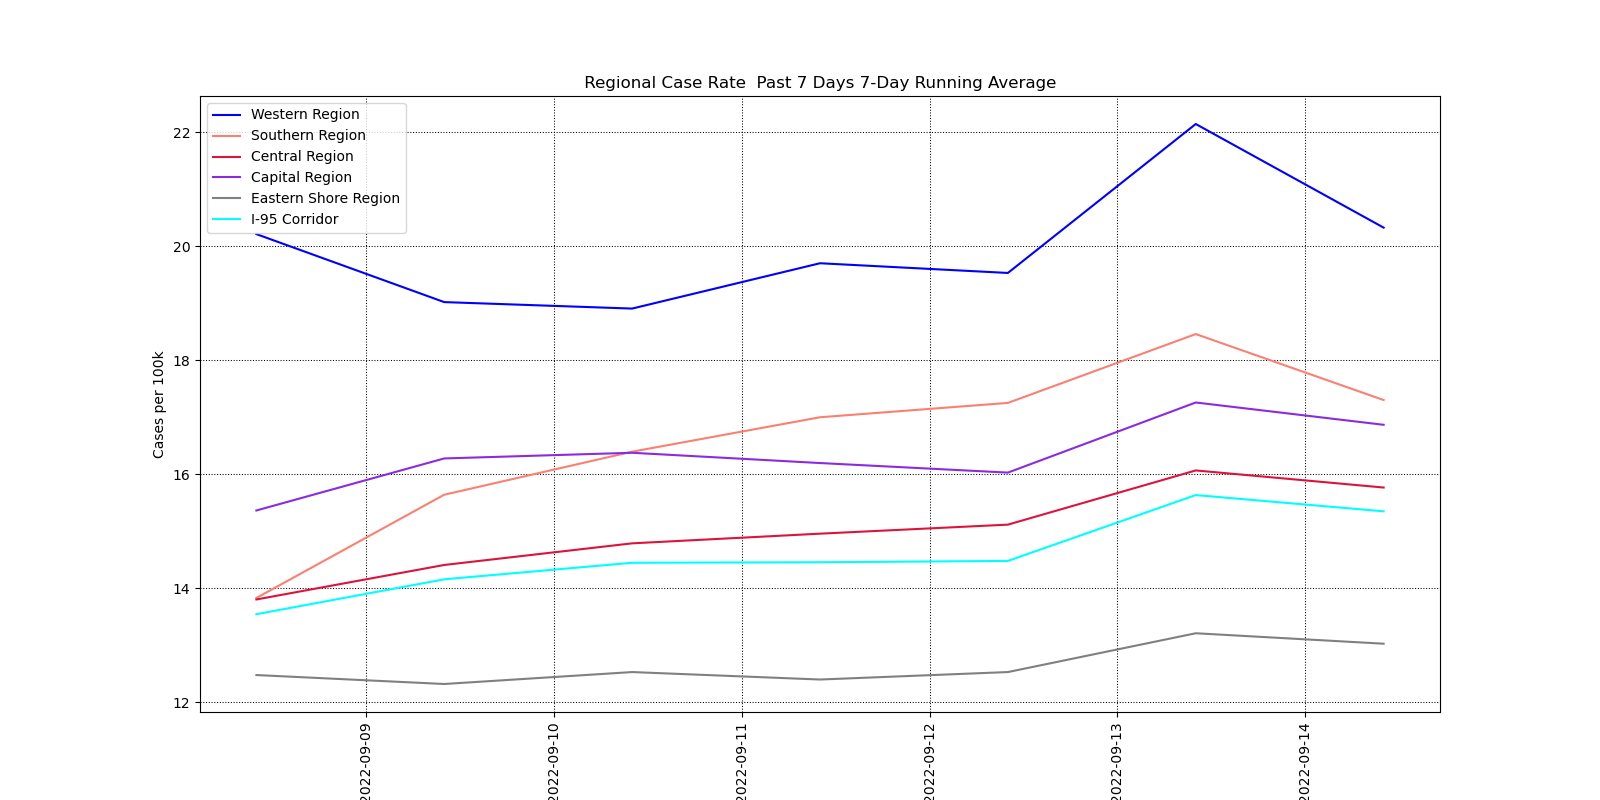 Regional Case Rate  Past 7 Days 7-Day Running Average
Western Region
Southern Region
Central Region
Capital Region
Eastern Shore Region
I-95 Corridor
Cases per 100k
22
20
18
16
14
12
2022-09-09
2022-09-10
2022-09-11
2022-09-12
2022-09-13
2022-09-14